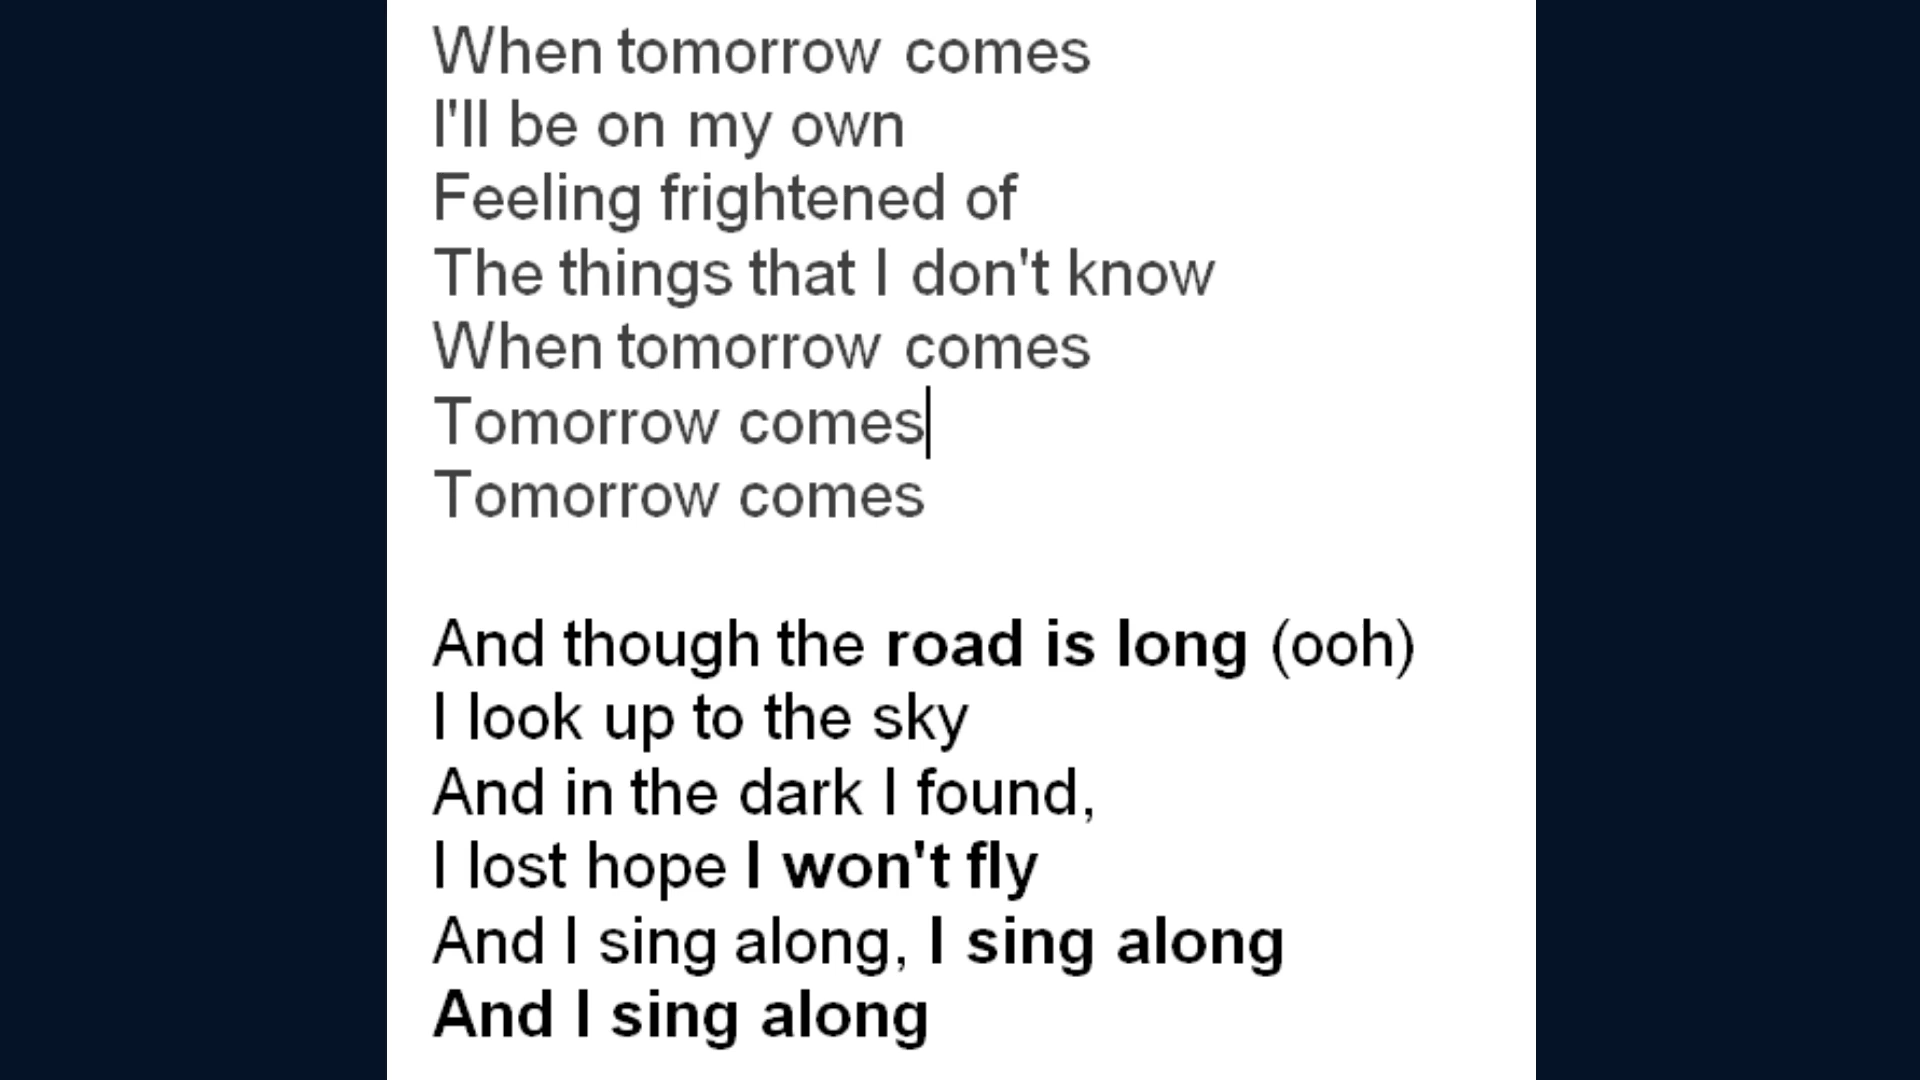 When tomorrow comes
I'll be on my own
Feeling frightened of
The things that I don't know
When tomorrow comes
Tomorrow comes
Tomorrow comes
And though the road is long (ooh)
I look up to the sky
And in the dark I found,
I lost hope I won't fly
And I sing along, I sing along
And I sing along